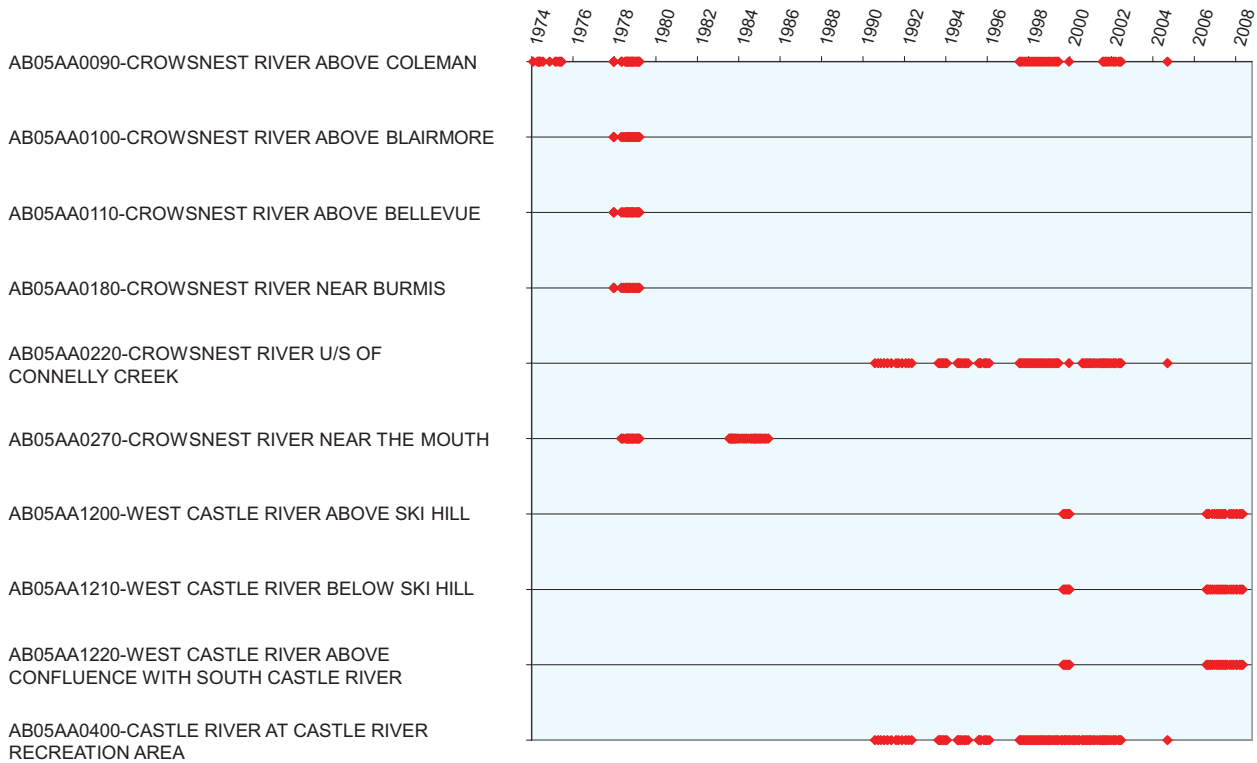 1974 1976 1978 1980 1982 1984 1986 1988 1990 1992 1994 1996 1998 2000 2002 2004 2006 2008
AB05AA0090-CROWSNEST RIVER ABOVE COLEMAN
AB05AA0100-CROWSNEST RIVER ABOVE BLAIRMORE
AB05AA0110-CROWSNEST RIVER ABOVE BELLEVUE
AB05AA0180-CROWSNEST RIVER NEAR BURMIS
AB05AA0220-CROWSNEST RIVER U/S OF
CONNELLY CREEK
AB05AA0270-CROWSNEST RIVER NEAR THE MOUTH
AB05AA1200-WEST CASTLE RIVER ABOVE SKI HILL
AB05AA1210-WEST CASTLE RIVER BELOW SKI HILL
AB05AA1220-WEST CASTLE RIVER ABOVE
CONFLUENCE WITH SOUTH CASTLE RIVER
AB05AA0400-CASTLE RIVER AT CASTLE RIVER
RECREATION AREA